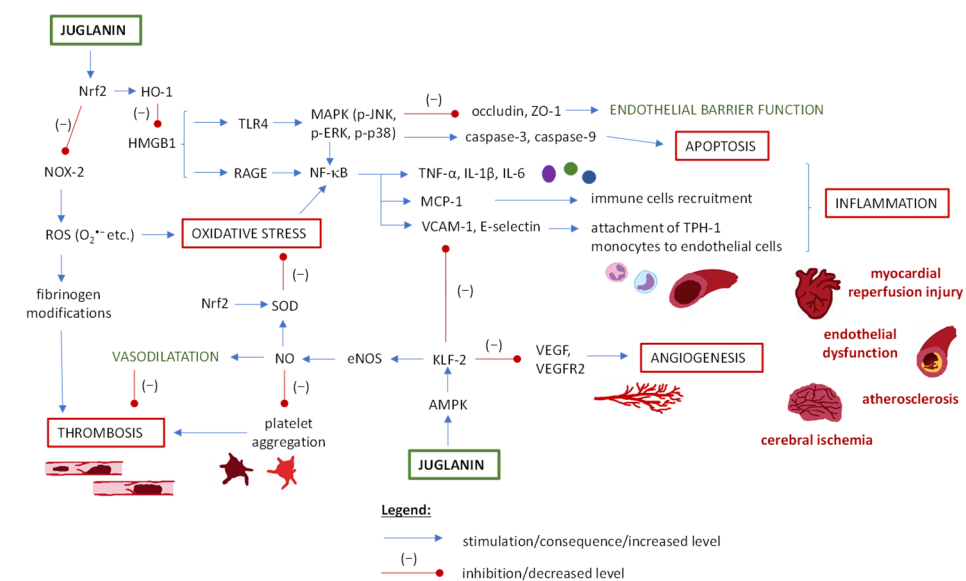 JUGLANIN
Nrf2
HO-1
(−)
(−)
HMGB1
NOX-2
TLR4
MAPK (p-JNK,
p-ERK, p-p38)
(−)
occludin, ZO-1
ENDOTHELIAL BARRIER FUNCTION
caspase-3, caspase-9
APOPTOSIS
RAGE
NF-κB
TNF-α, IL-1β, IL-6
MCP-1
immune cells recruitment
INFLAMMATION
VCAM-1, E-selectin
attachment of TPH-1
monocytes to endothelial cells
ROS (O₂•− etc.)
OXIDATIVE STRESS
(−)
(−)
fibrinogen
modifications
Nrf2
SOD
myocardial
reperfusion injury
endothelial
dysfunction
VASODILATATION
NO
eNOS
KLF-2
(−)
VEGF,
VEGFR2
ANGIOGENESIS
(−)
(−)
AMPK
atherosclerosis
THROMBOSIS
platelet
aggregation
cerebral ischemia
JUGLANIN
Legend:
stimulation/consequence/increased level
(−)
inhibition/decreased level